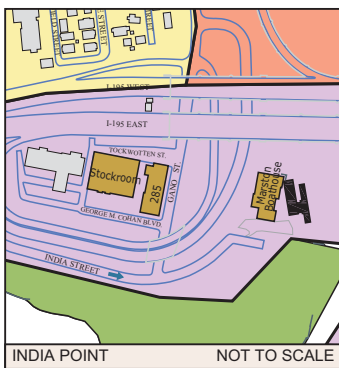 STREET
I-195 WEST
I-195 EAST
TOCKWOTTEN ST.
Stockroom
285
GANO ST.
Marston
Boathouse
GEORGE M. COHAN BLVD.
INDIA STREET
INDIA POINT
NOT TO SCALE